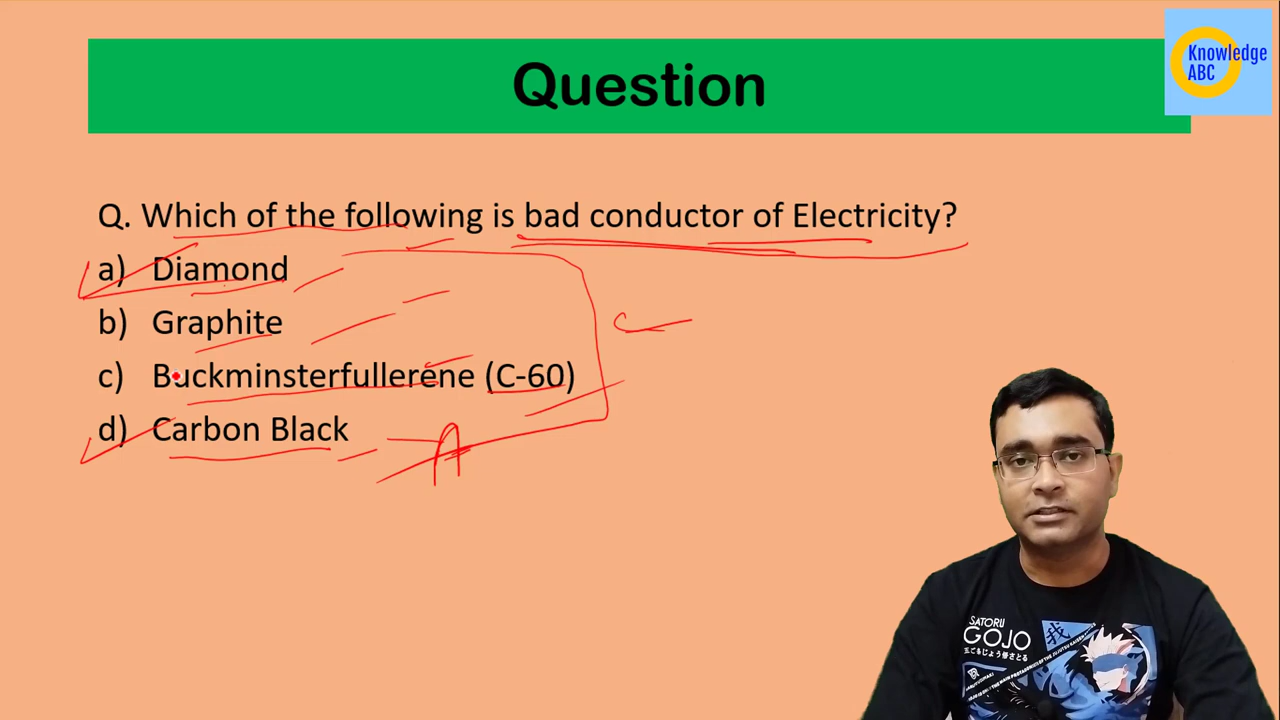 Question
Knowledge
ABC
Q. Which of the following is bad conductor of Electricity?
a) Diamond
b) Graphite
c) Buckminsterfullerene (C-60)
d) Carbon Black
C
A
SATORU
GOJO
我